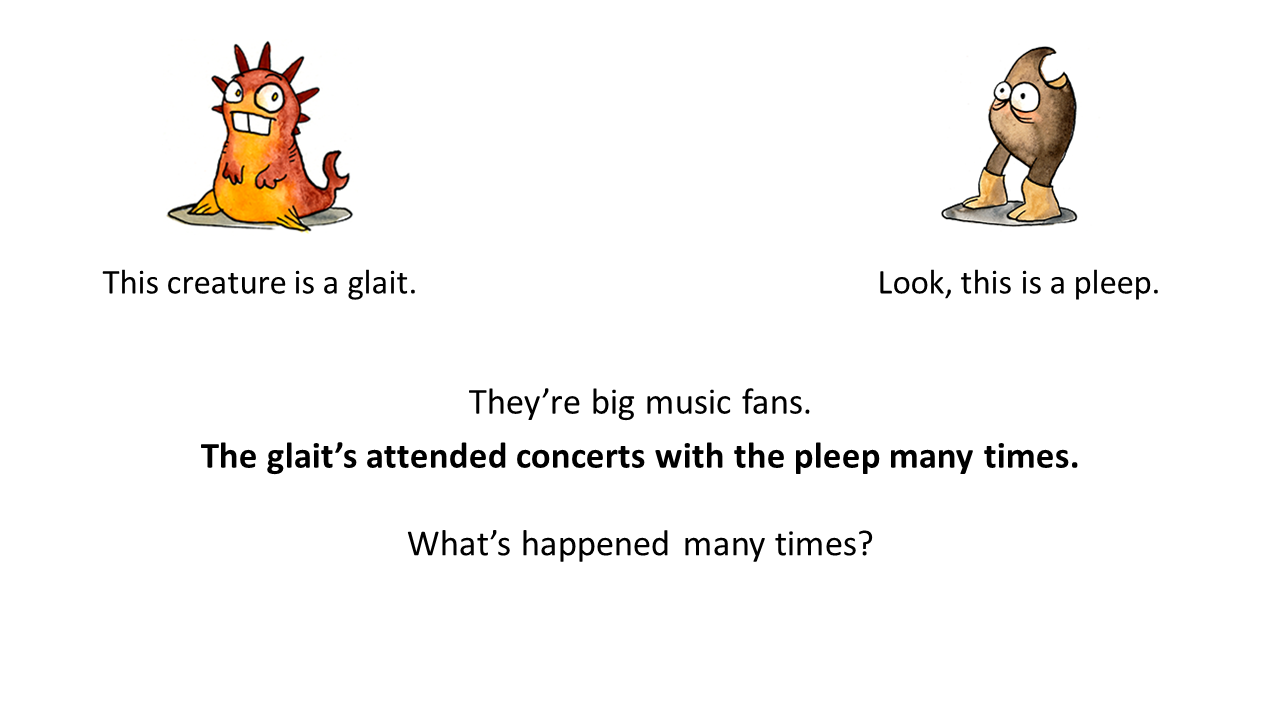 This creature is a glait.
Look, this is a pleep.
They’re big music fans.
The glait’s attended concerts with the pleep many times.
What’s happened many times?